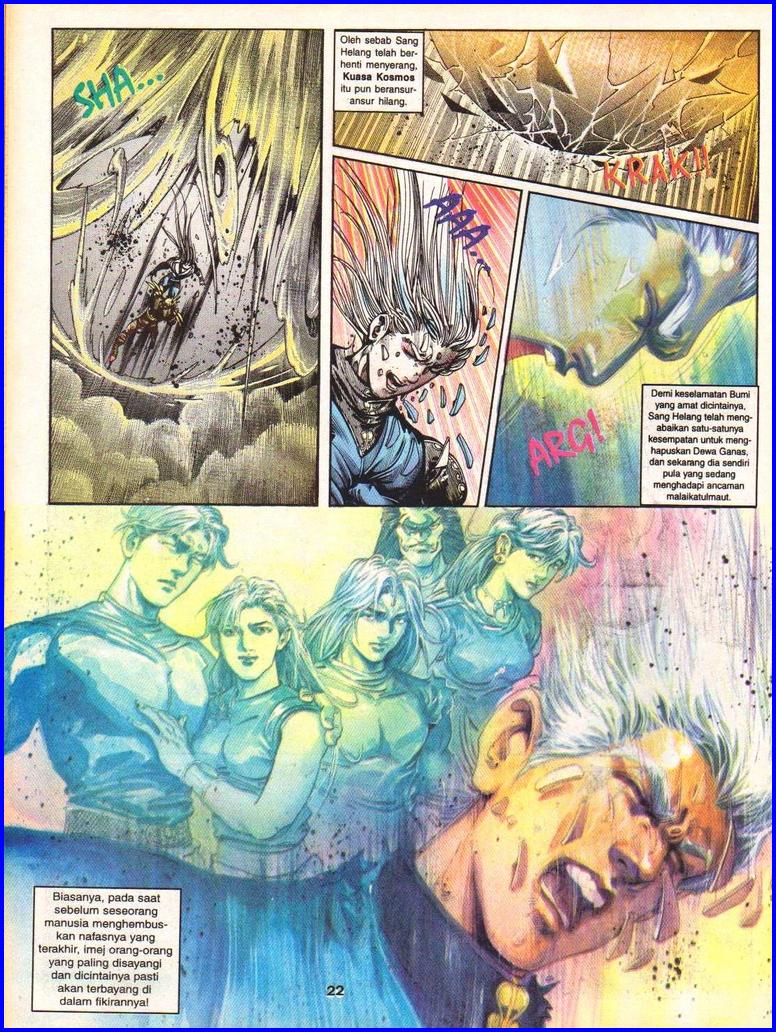 SHA...
Oleh sebab Sang
Helang telah ber-
henti menyerang,
Kuasa Kosmos
itu pun beransur-
ansur hilang.
KRAK!!
AAA...
ARG!
Demi keselamatan Bumi
yang amat dicintainya,
Sang Helang telah meng-
abaikan satu-satunya
kesempatan untuk meng-
hapuskan Dewa Ganas,
dan sekarang dia sendiri
pula yang sedang
menghadapi ancaman
malaikatulmaut.
Biasanya, pada saat
sebelum seseorang
manusia menghembus-
kan nafasnya yang
terakhir, imej orang-orang
yang paling disayangi
dan dicintainya pasti
akan terbayang di
dalam fikirannya!
22